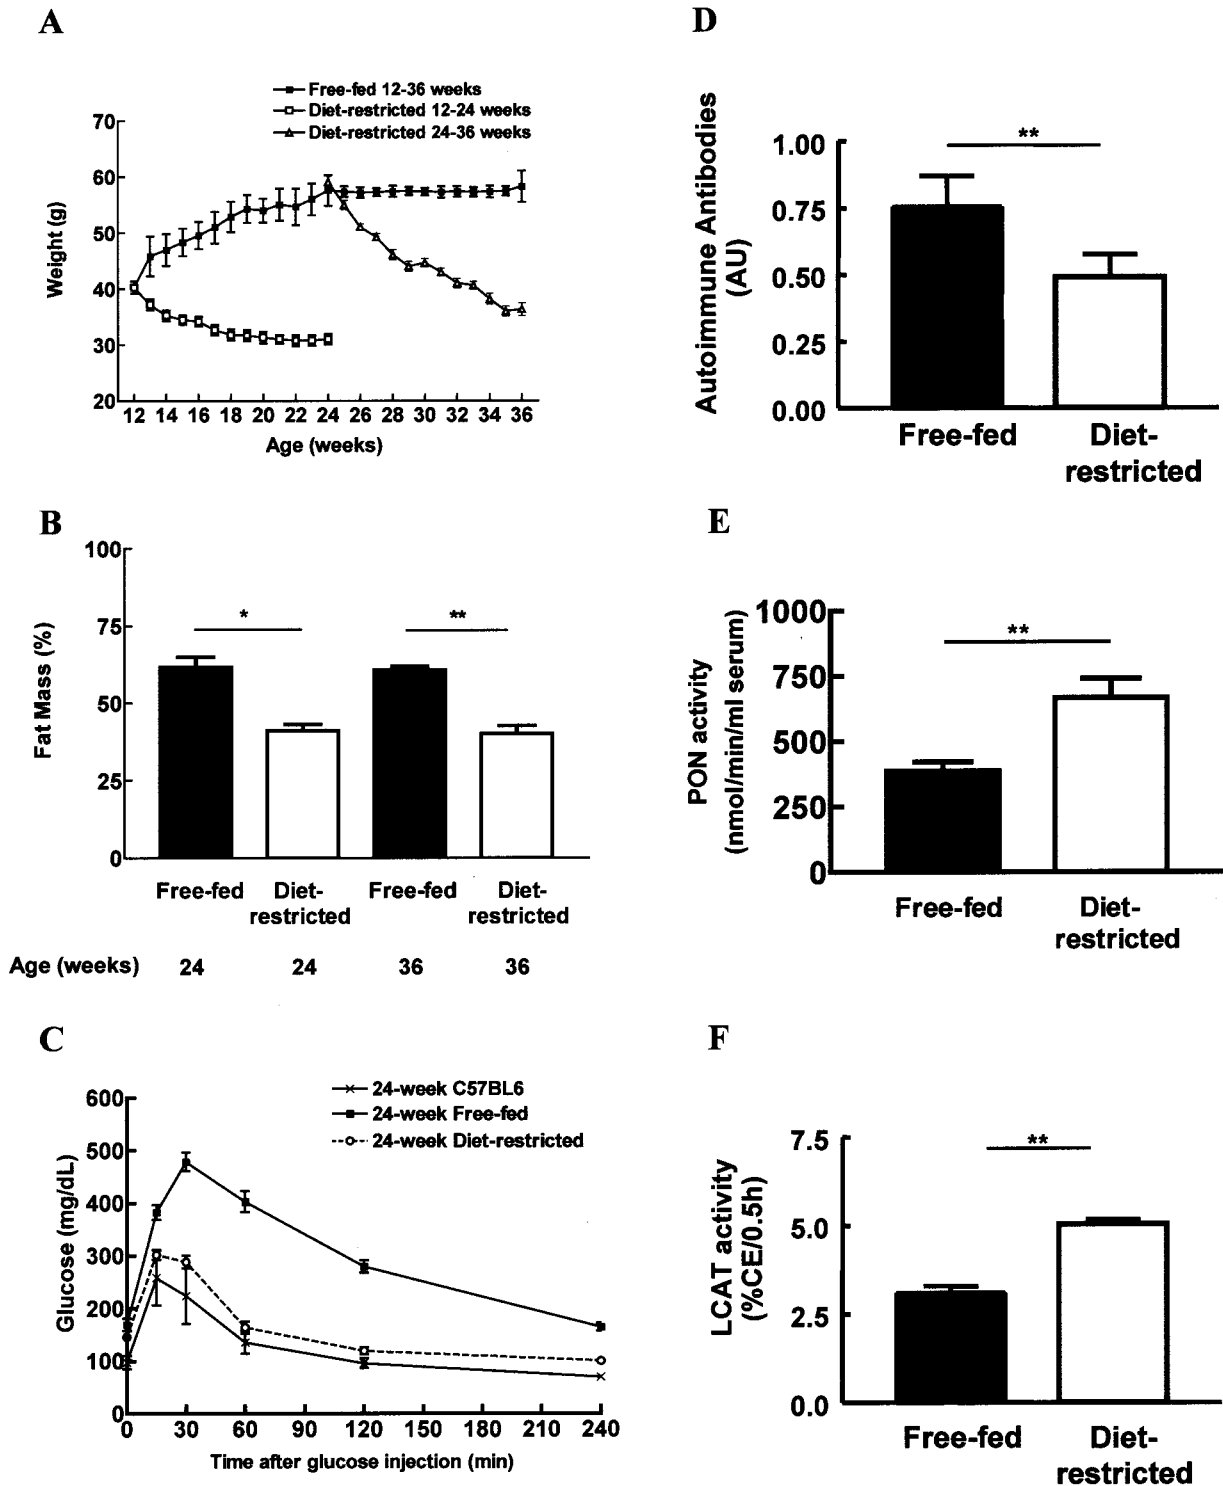 A
Free-fed 12-36 weeks
Diet-restricted 12-24 weeks
Diet-restricted 24-36 weeks
70
60
50
40
30
20
Weight (g)
12 14 16 18 20 22 24 26 28 30 32 34 36
Age (weeks)
B
100
75
50
25
0
Fat Mass (%)
*
**
Free-fed Diet-restricted Free-fed Diet-restricted
Age (weeks) 24 24 36 36
C
24-week C57BL6
24-week Free-fed
24-week Diet-restricted
600
500
400
300
200
100
0
Glucose (mg/dL)
0 30 60 90 120 150 180 210 240
Time after glucose injection (min)
D
Autoimmune Antibodies
(AU)
1.00
0.75
0.50
0.25
0.00
**
Free-fed Diet-
restricted
E
PON activity
(nmol/min/ml serum)
1000
750
500
250
0
**
Free-fed Diet-
restricted
F
LCAT activity
(%CE/0.5h)
7.5
5.0
2.5
0.0
**
Free-fed Diet-
restricted